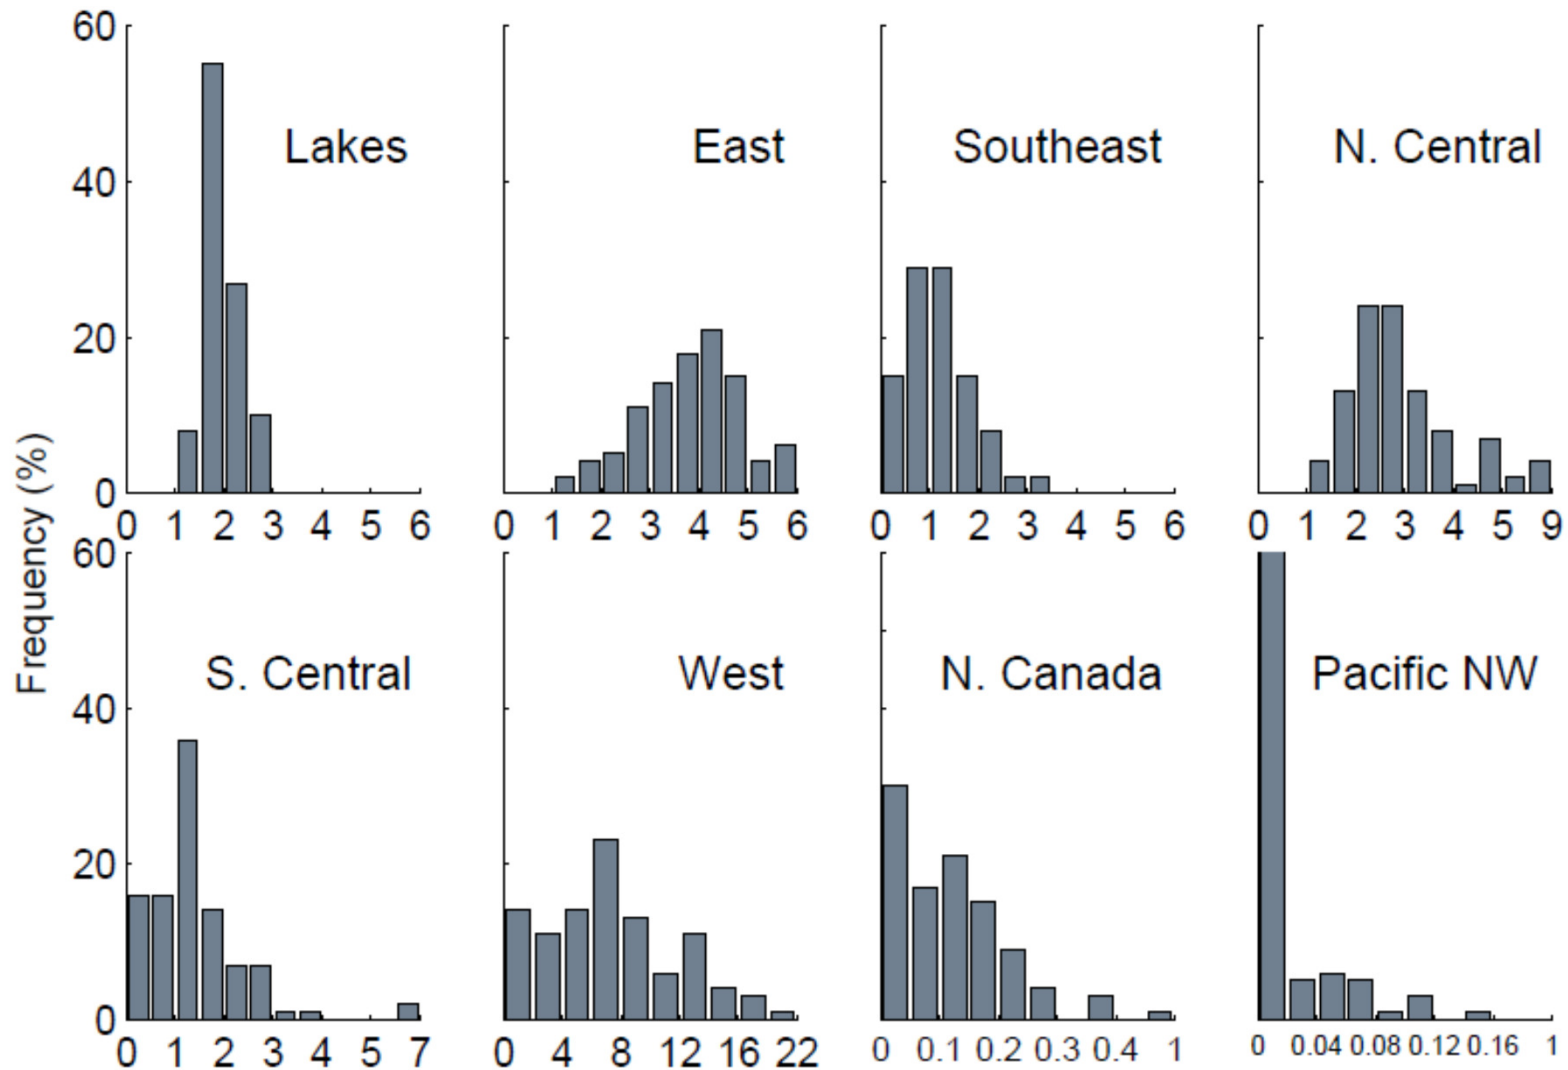 60
40
20
0
Lakes
East
Southeast
N. Central
0 1 2 3 4 5 6
0 1 2 3 4 5 6
0 1 2 3 4 5 6
0 1 2 3 4 5 9
Frequency (%)
60
40
20
0
S. Central
West
N. Canada
Pacific NW
0 1 2 3 4 5 7
0 4 8 12 16 22
0 0.1 0.2 0.3 0.4 1
0 0.04 0.08 0.12 0.16 1